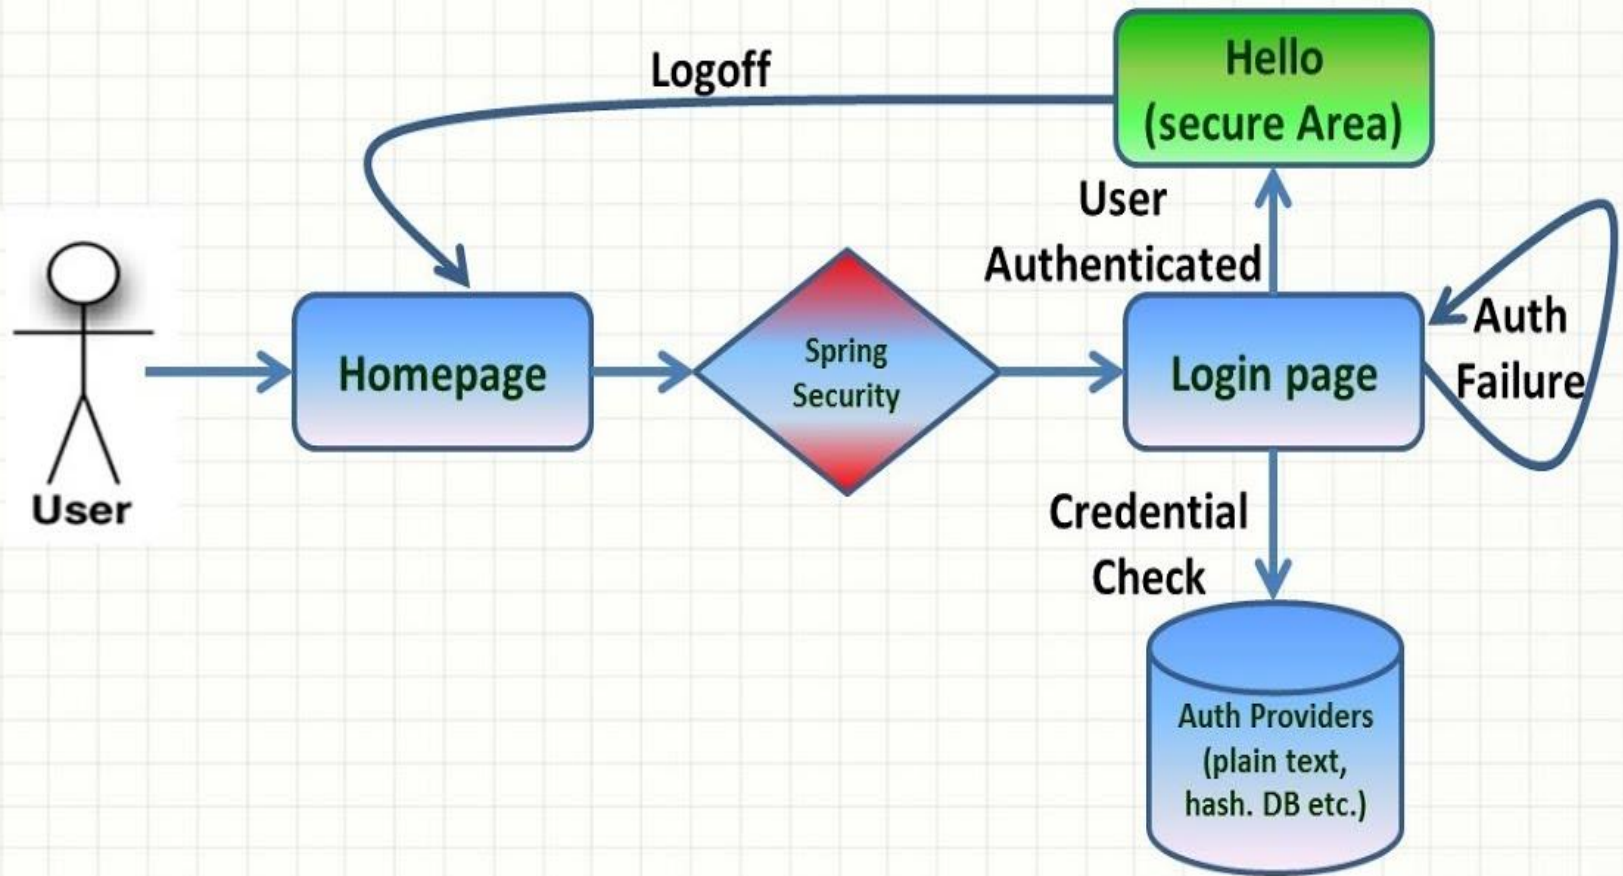 Logoff
Hello
(secure Area)
User
Authenticated
User
Homepage
Spring
Security
Login page
Auth
Failure
Credential
Check
Auth Providers
(plain text,
hash. DB etc.)